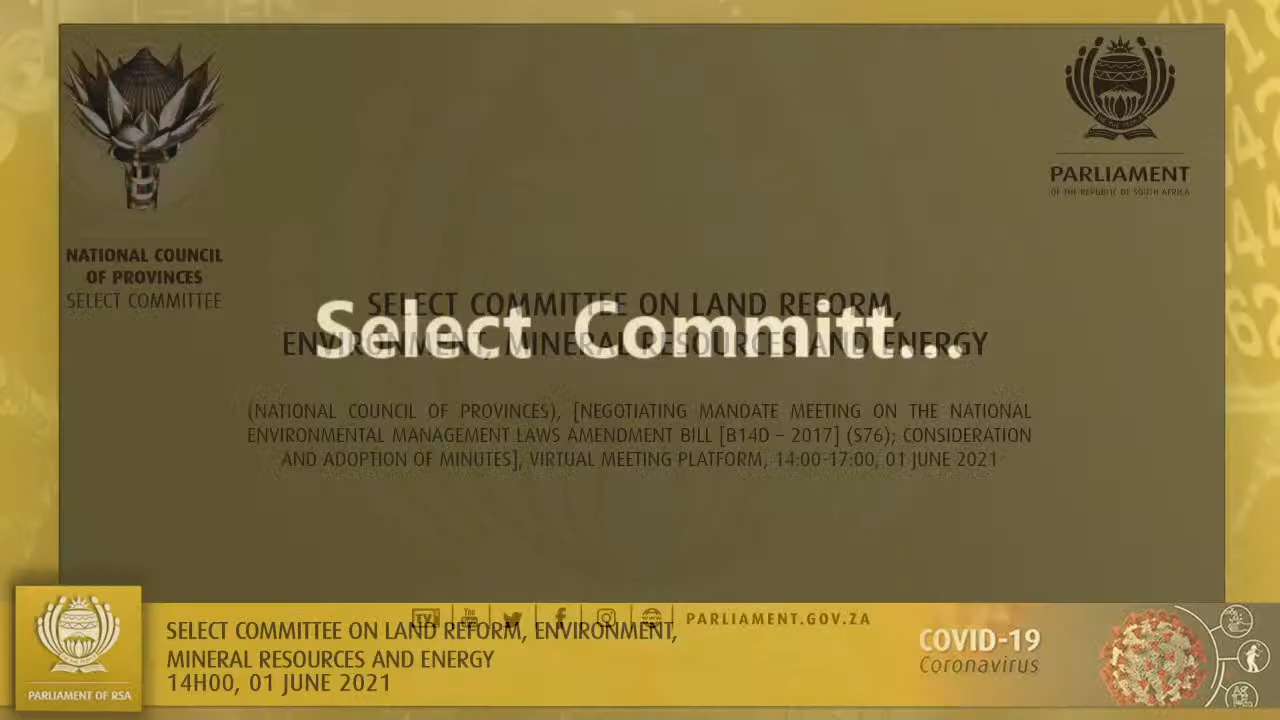 PARLIAMENT
OF THE REPUBLIC OF SOUTH AFRICA
NATIONAL COUNCIL
OF PROVINCES
SELECT COMMITTEE
SELECT COMMITTEE ON LAND REFORM,
ENVIRONMENT, MINERAL RESOURCES AND ENERGY
Select Committ...
(NATIONAL COUNCIL OF PROVINCES), [NEGOTIATING MANDATE MEETING ON THE NATIONAL
ENVIRONMENTAL MANAGEMENT LAWS AMENDMENT BILL [B14D – 2017] (S76); CONSIDERATION
AND ADOPTION OF MINUTES], VIRTUAL MEETING PLATFORM, 14:00-17:00, 01 JUNE 2021
PARLIAMENT.GOV.ZA
SELECT COMMITTEE ON LAND REFORM, ENVIRONMENT,
MINERAL RESOURCES AND ENERGY
14H00, 01 JUNE 2021
PARLIAMENT OF RSA
COVID-19
Coronavirus